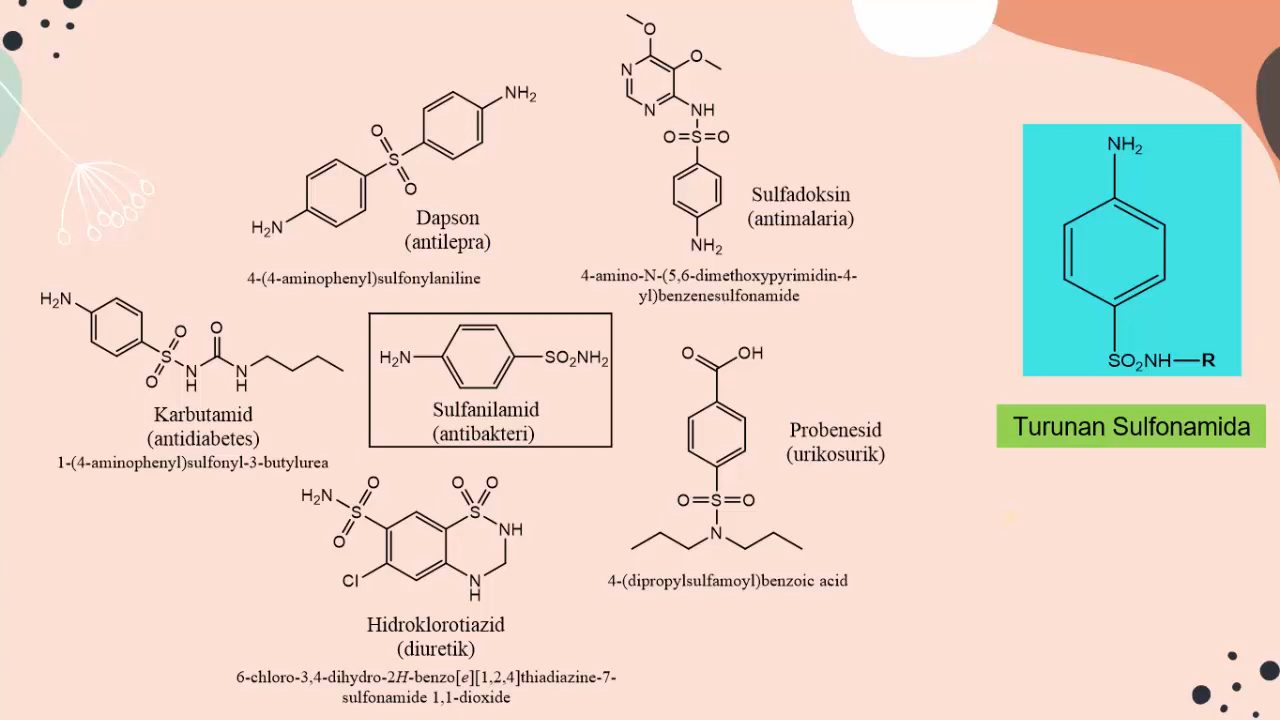 NH₂
O
S
O
H₂N
Dapson
(antilepra)
4-(4-aminophenyl)sulfonylaniline
O
O
N
N
NH
O=S=O
NH₂
Sulfadoksin
(antimalaria)
4-amino-N-(5,6-dimethoxypyrimidin-4-
yl)benzenesulfonamide
NH₂
SO₂NH—R
Turunan Sulfonamida
H₂N
O
O
S
O
N
H
N
H
Karbutamid
(antidiabetes)
1-(4-aminophenyl)sulfonyl-3-butylurea
H₂N
SO₂NH₂
Sulfanilamid
(antibakteri)
O
OH
O=S=O
N
Probenesid
(urikosurik)
4-(dipropylsulfamoyl)benzoic acid
H₂N
O
S
O
O
O
S
NH
N
H
Cl
Hidroklorotiazid
(diuretik)
6-chloro-3,4-dihydro-2H-benzo[e][1,2,4]thiadiazine-7-
sulfonamide 1,1-dioxide